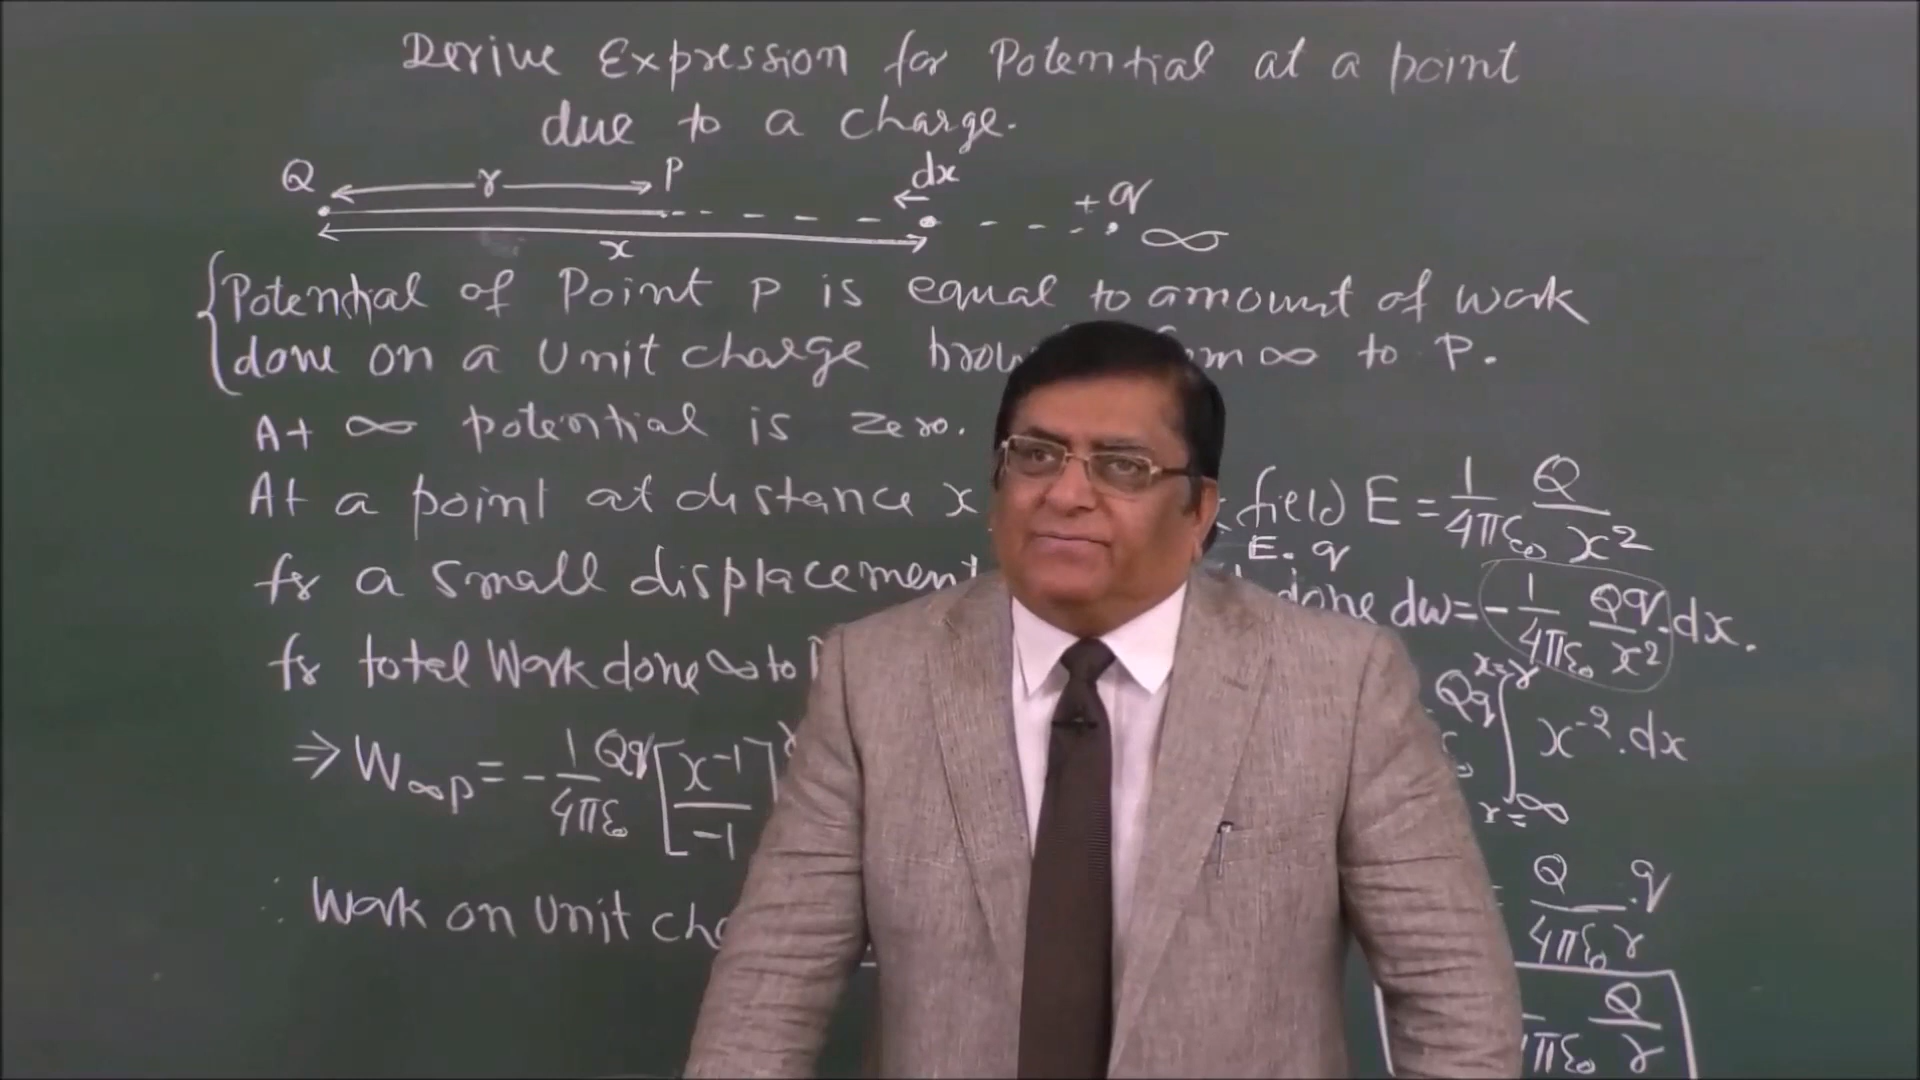 Derive Expression for Potential at a point
due to a charge.
Q r P dx +q
x ∞
Potential of Point P is equal to amount of work
done on a Unit charge from ∞ to P.
At ∞ potential is zero.
At a point at distance x field E = 1/4πε₀ Q/x²
E. q
for a small displacement done dw = - 1/4πε₀ Qq/x² . dx.
for total Work done ∞ to Qq ∫ x=r r=∞ x⁻² . dx
⇒ W∞p = - 1/4πε₀ Qq [x⁻¹/-1] = Q/4πε₀r . q
∴ Work on Unit Q/r